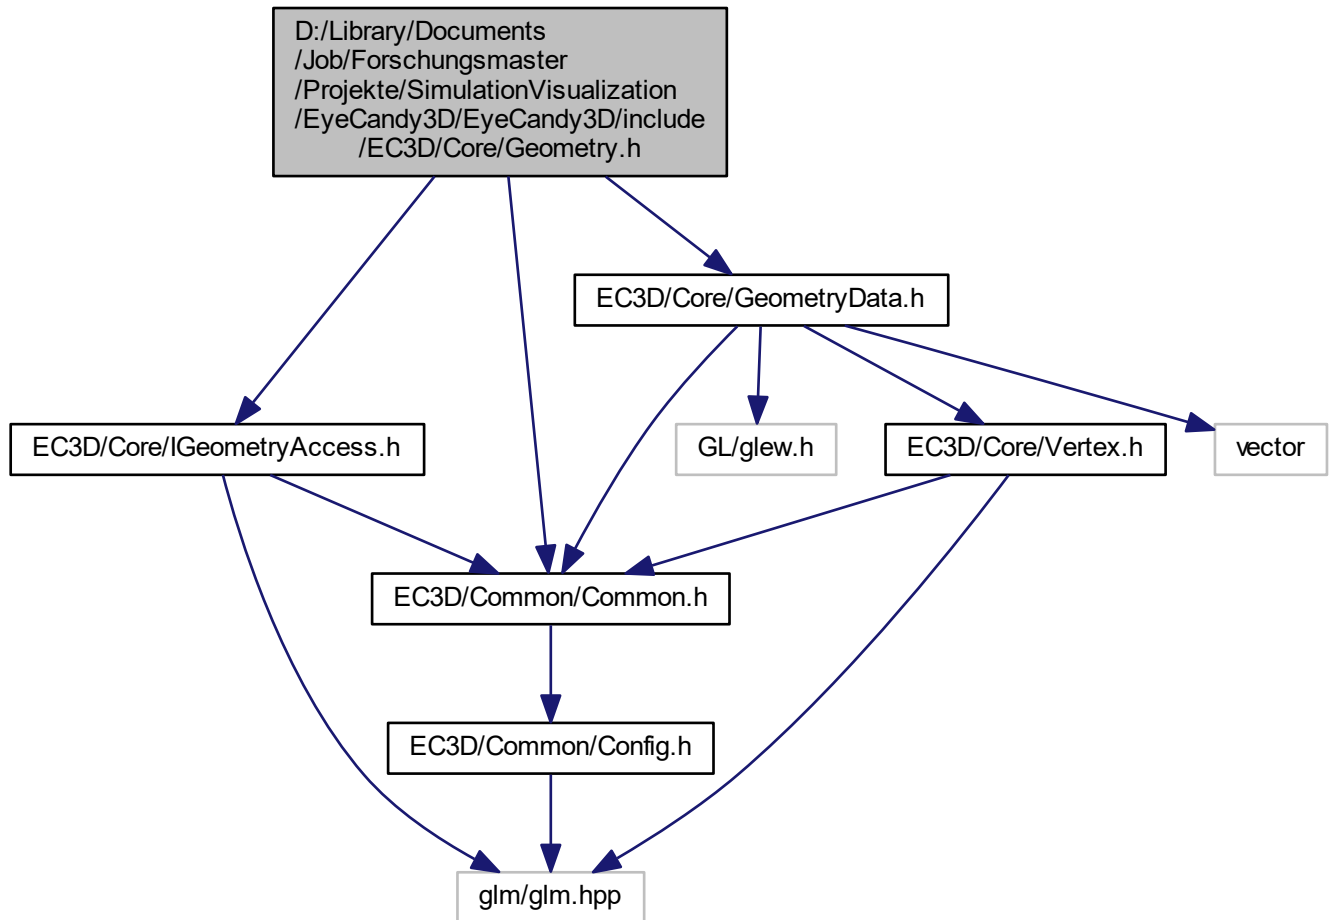 D:/Library/Documents
/Job/Forschungsmaster
/Projekte/SimulationVisualization
/EyeCandy3D/EyeCandy3D/include
/EC3D/Core/Geometry.h
EC3D/Core/GeometryData.h
EC3D/Core/IGeometryAccess.h
GL/glew.h
EC3D/Core/Vertex.h
vector
EC3D/Common/Common.h
EC3D/Common/Config.h
glm/glm.hpp